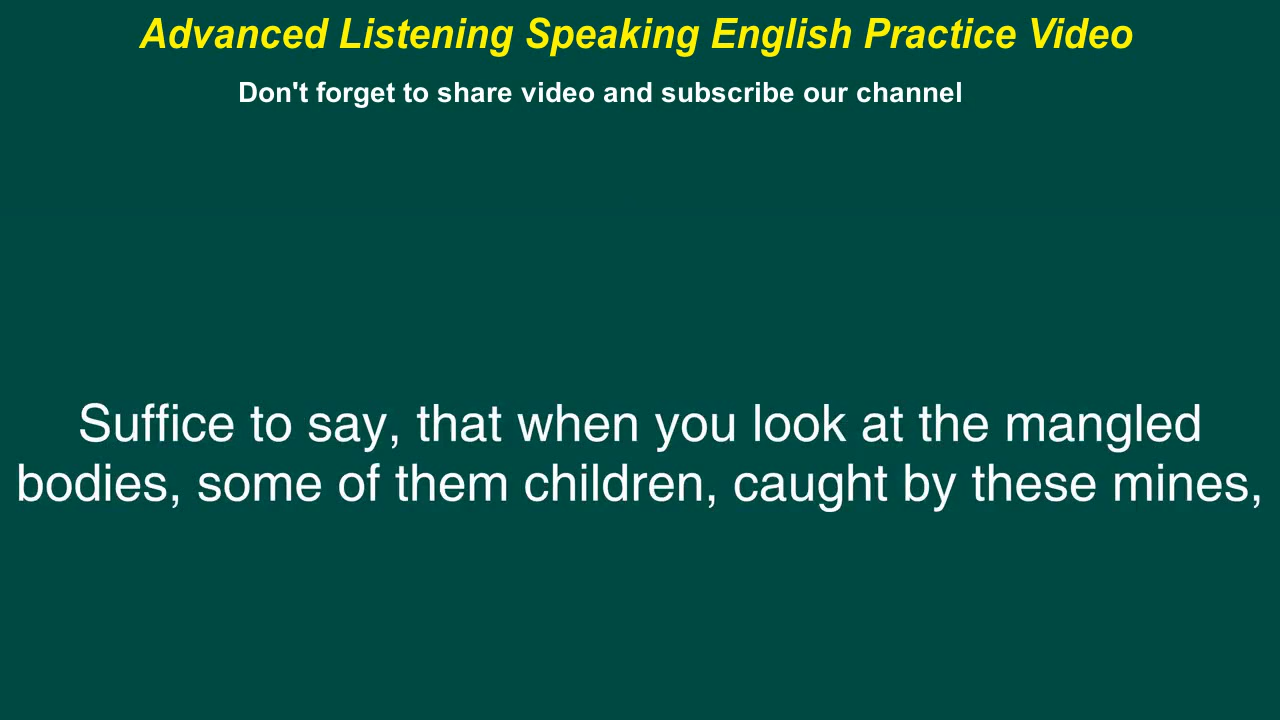 Advanced Listening Speaking English Practice Video
Don't forget to share video and subscribe our channel
Suffice to say, that when you look at the mangled
bodies, some of them children, caught by these mines,